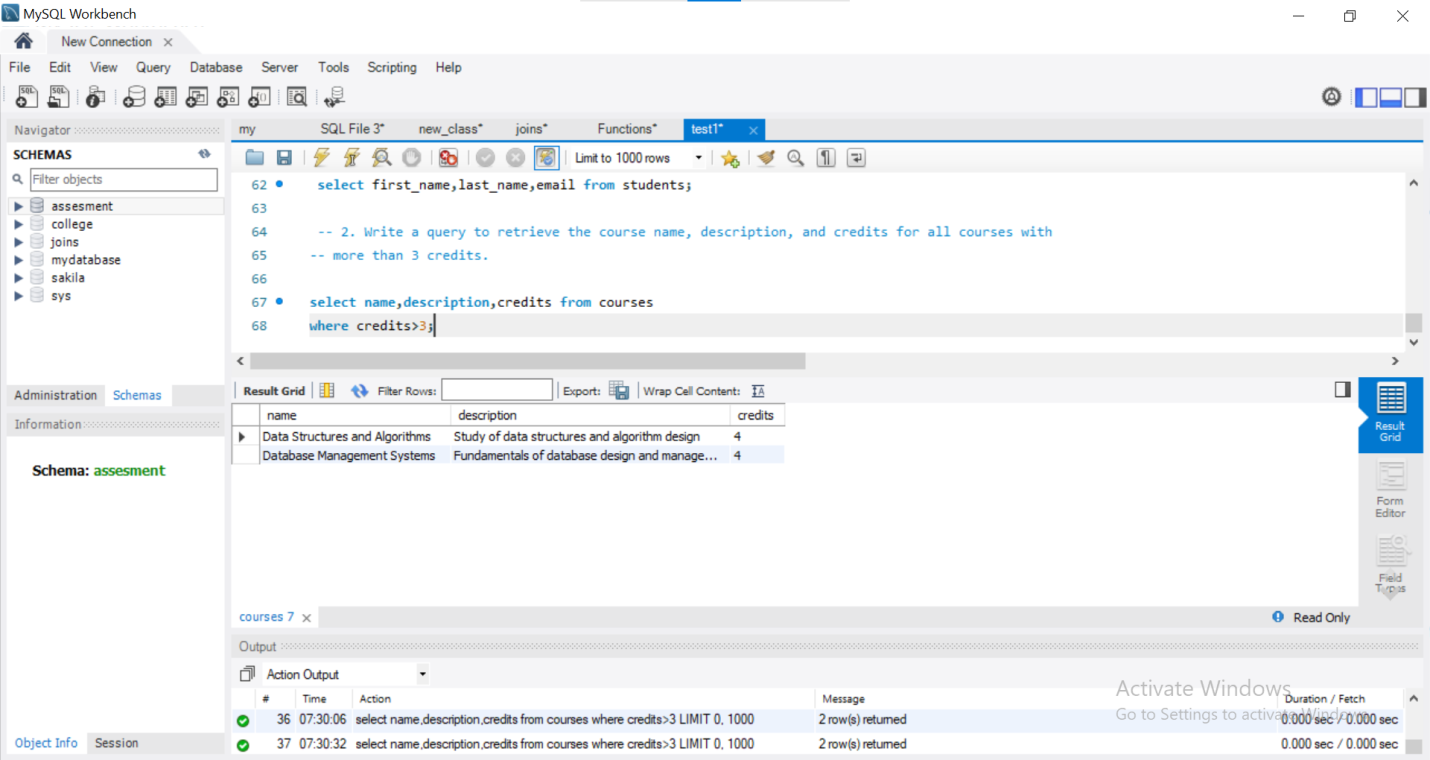 MySQL Workbench
New Connection
File Edit View Query Database Server Tools Scripting Help
Navigator
my SQL File 3* new_class* joins* Functions* test1*
SCHEMAS
Limit to 1000 rows
Filter objects
assesment
college
joins
mydatabase
sakila
sys
62 select first_name,last_name,email from students;
63
64 -- 2. Write a query to retrieve the course name, description, and credits for all courses with
65 -- more than 3 credits.
66
67 select name,description,credits from courses
68 where credits>3;
Administration Schemas
Result Grid Filter Rows: Export: Wrap Cell Content:
Information
name description credits
Data Structures and Algorithms Study of data structures and algorithm design 4
Database Management Systems Fundamentals of database design and manage... 4
Schema: assesment
Result
Grid
Form
Editor
Field
Types
courses 7 Read Only
Output
Action Output
# Time Action Message Duration / Fetch
36 07:30:06 select name,description,credits from courses where credits>3 LIMIT 0, 1000 2 row(s) returned 0.000 sec / 0.000 sec
37 07:30:32 select name,description,credits from courses where credits>3 LIMIT 0, 1000 2 row(s) returned 0.000 sec / 0.000 sec
Activate Windows
Go to Settings to activate Windows.
Object Info Session